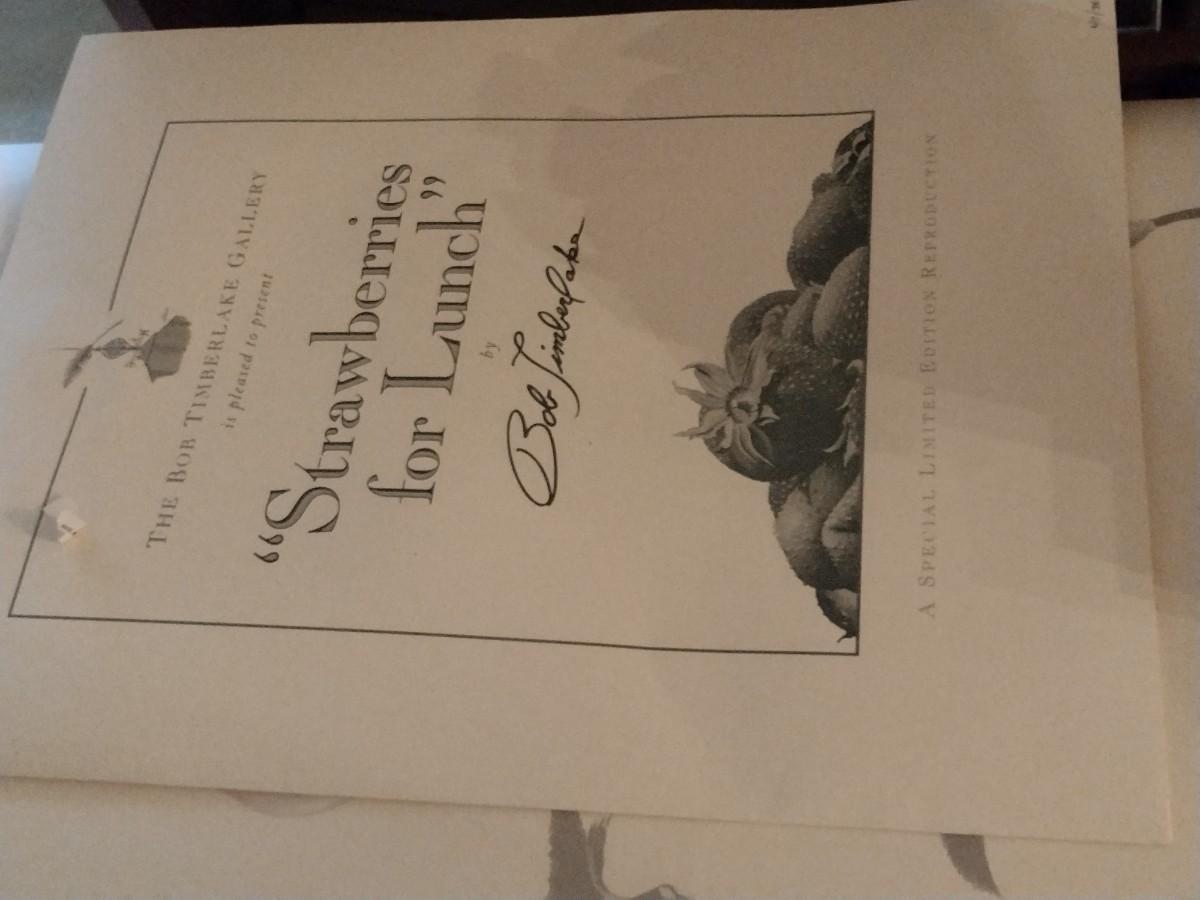 THE BOB TIMBERLAKE GALLERY
is pleased to present
“Strawberries
for Lunch”
by
Bob Timberlake
A SPECIAL LIMITED EDITION REPRODUCTION